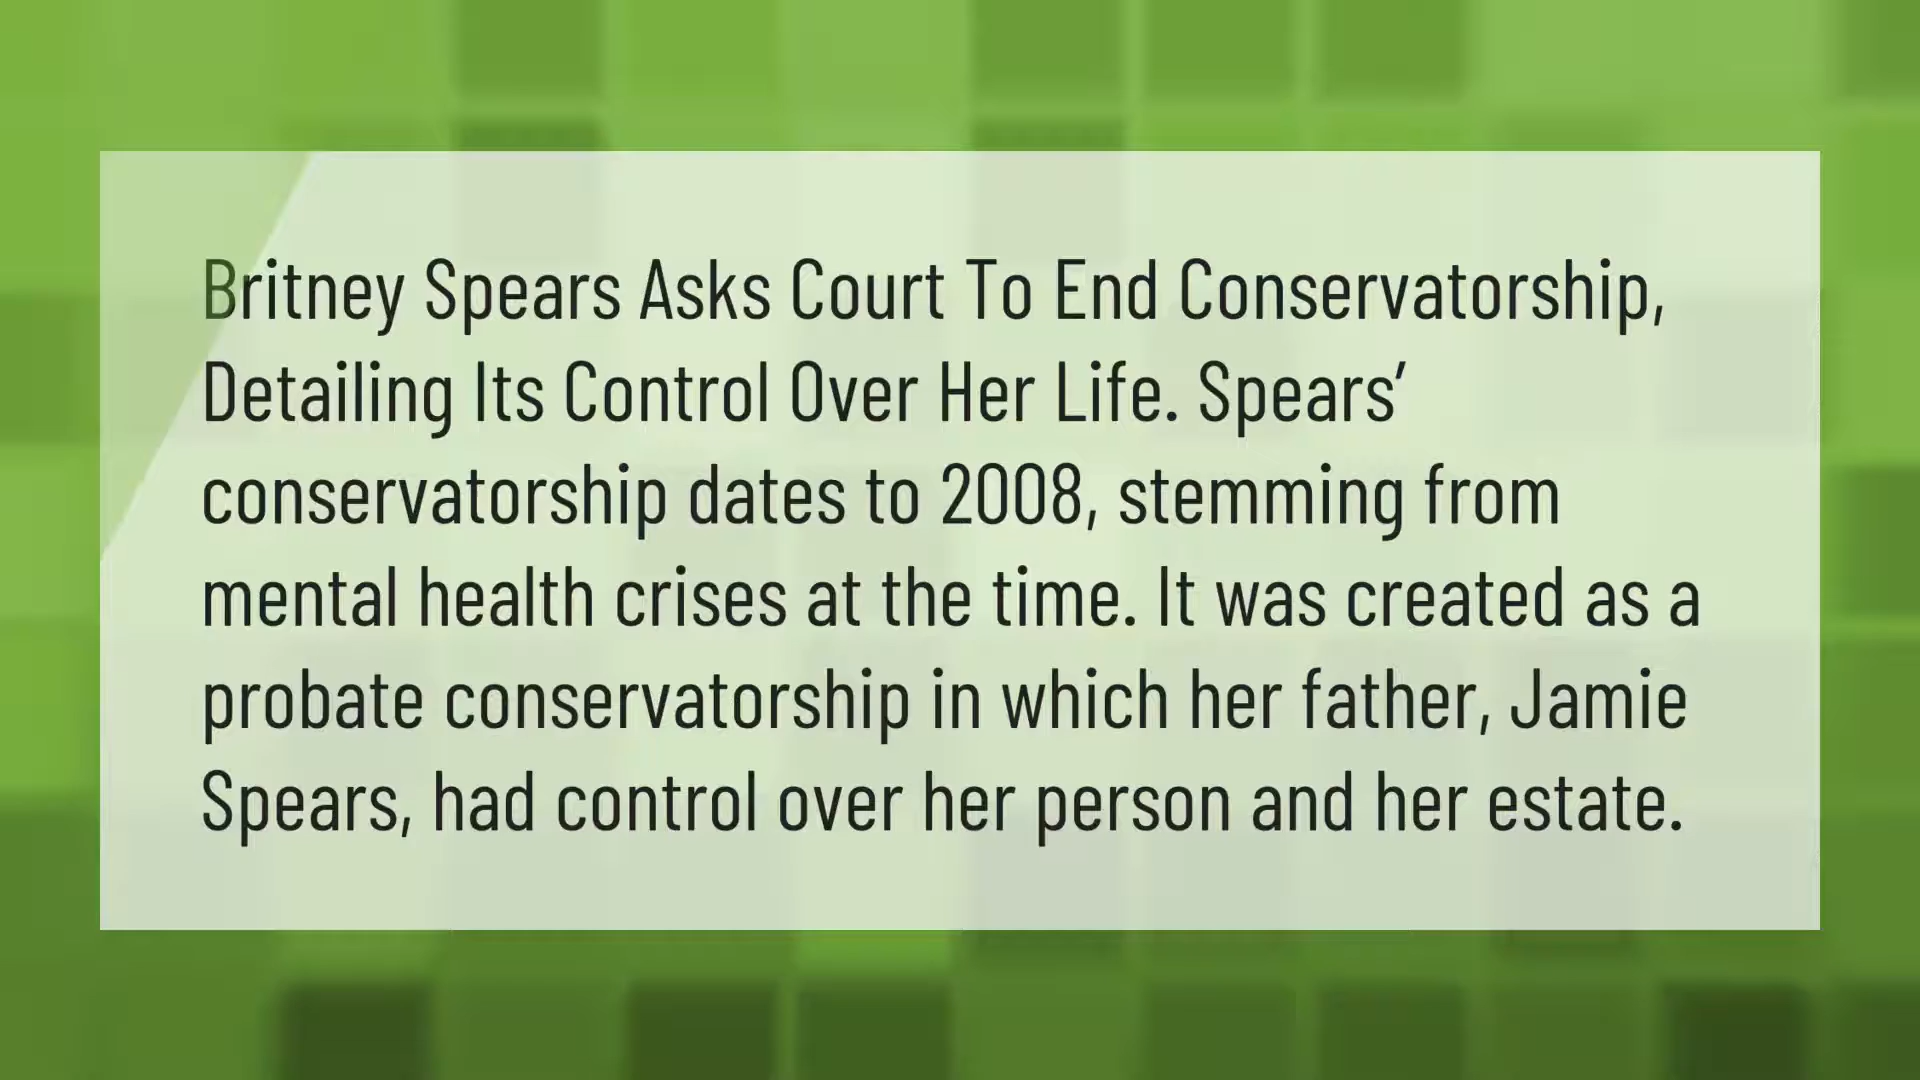 Britney Spears Asks Court To End Conservatorship,
Detailing Its Control Over Her Life. Spears’
conservatorship dates to 2008, stemming from
mental health crises at the time. It was created as a
probate conservatorship in which her father, Jamie
Spears, had control over her person and her estate.